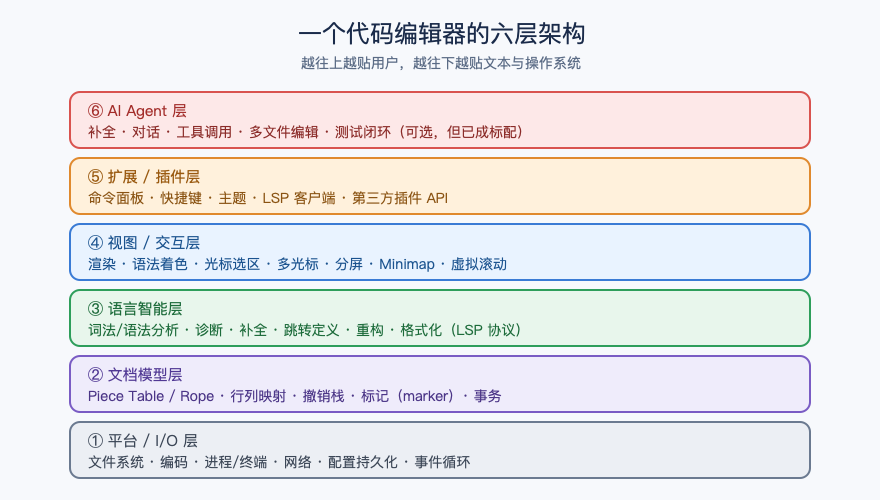 一个代码编辑器的六层架构
越往上越贴用户，越往下越贴文本与操作系统
⑥ AI Agent 层
补全 · 对话 · 工具调用 · 多文件编辑 · 测试闭环（可选，但已成标配）
⑤ 扩展 / 插件层
命令面板 · 快捷键 · 主题 · LSP 客户端 · 第三方插件 API
④ 视图 / 交互层
渲染 · 语法着色 · 光标选区 · 多光标 · 分屏 · Minimap · 虚拟滚动
③ 语言智能层
词法/语法分析 · 诊断 · 补全 · 跳转定义 · 重构 · 格式化（LSP 协议）
② 文档模型层
Piece Table / Rope · 行列映射 · 撤销栈 · 标记（marker）· 事务
① 平台 / I/O 层
文件系统 · 编码 · 进程/终端 · 网络 · 配置持久化 · 事件循环